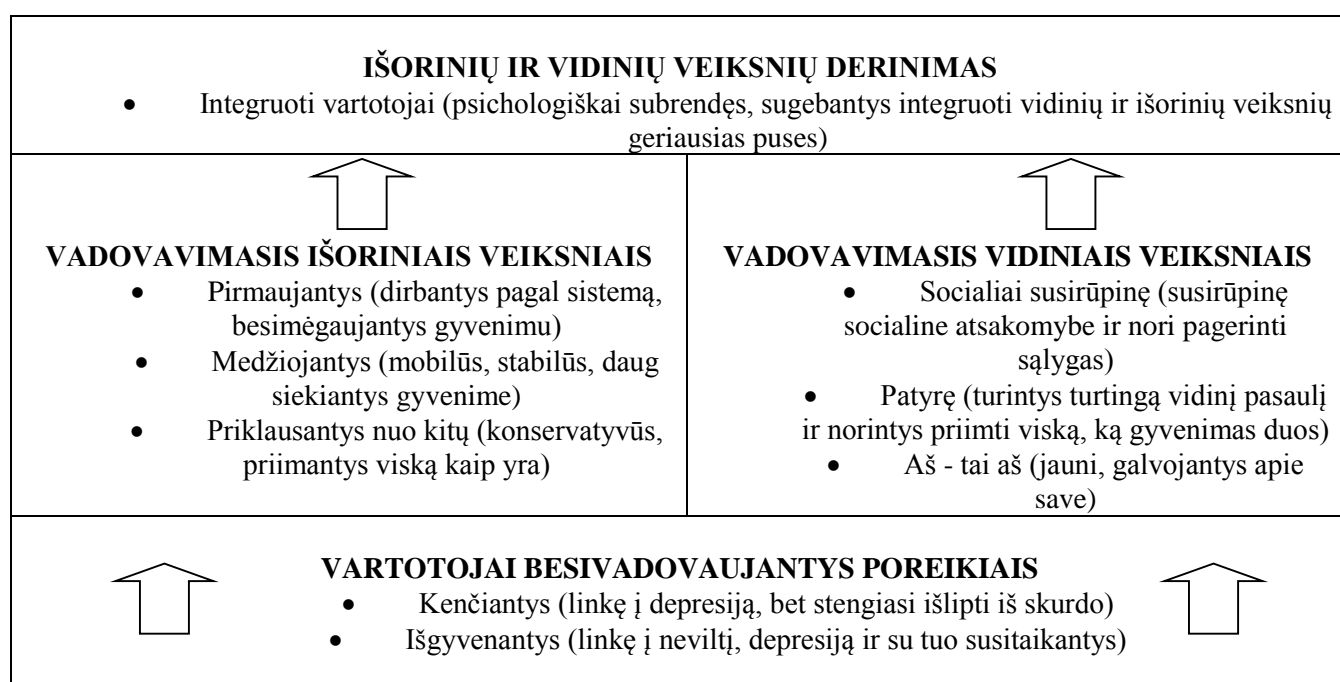 IŠORINIŲ IR VIDINIŲ VEIKSNIŲ DERINIMAS
• Integruoti vartotojai (psichologiškai subrendęs, sugebantys integruoti vidinių ir išorinių veiksnių
geriausias puses)
VADOVAVIMASIS IŠORINIAIS VEIKSNIAIS
• Pirmaujantys (dirbantys pagal sistemą,
besimėgaujantys gyvenimu)
• Medžiojantys (mobilūs, stabilūs, daug
siekiantys gyvenime)
• Priklausantys nuo kitų (konservatyvūs,
priimantys viską kaip yra)
VADOVAVIMASIS VIDINIAIS VEIKSNIAIS
• Socialiai susirūpinę (susirūpinę
socialine atsakomybe ir nori pagerinti
sąlygas)
• Patyrę (turintys turtingą vidinį pasaulį
ir norintys priimti viską, ką gyvenimas duos)
• Aš - tai aš (jauni, galvojantys apie
save)
VARTOTOJAI BESIVADOVAUJANTYS POREIKIAIS
• Kenčiantys (linkę į depresiją, bet stengiasi išlipti iš skurdo)
• Išgyvenantys (linkę į neviltį, depresiją ir su tuo susitaikantys)